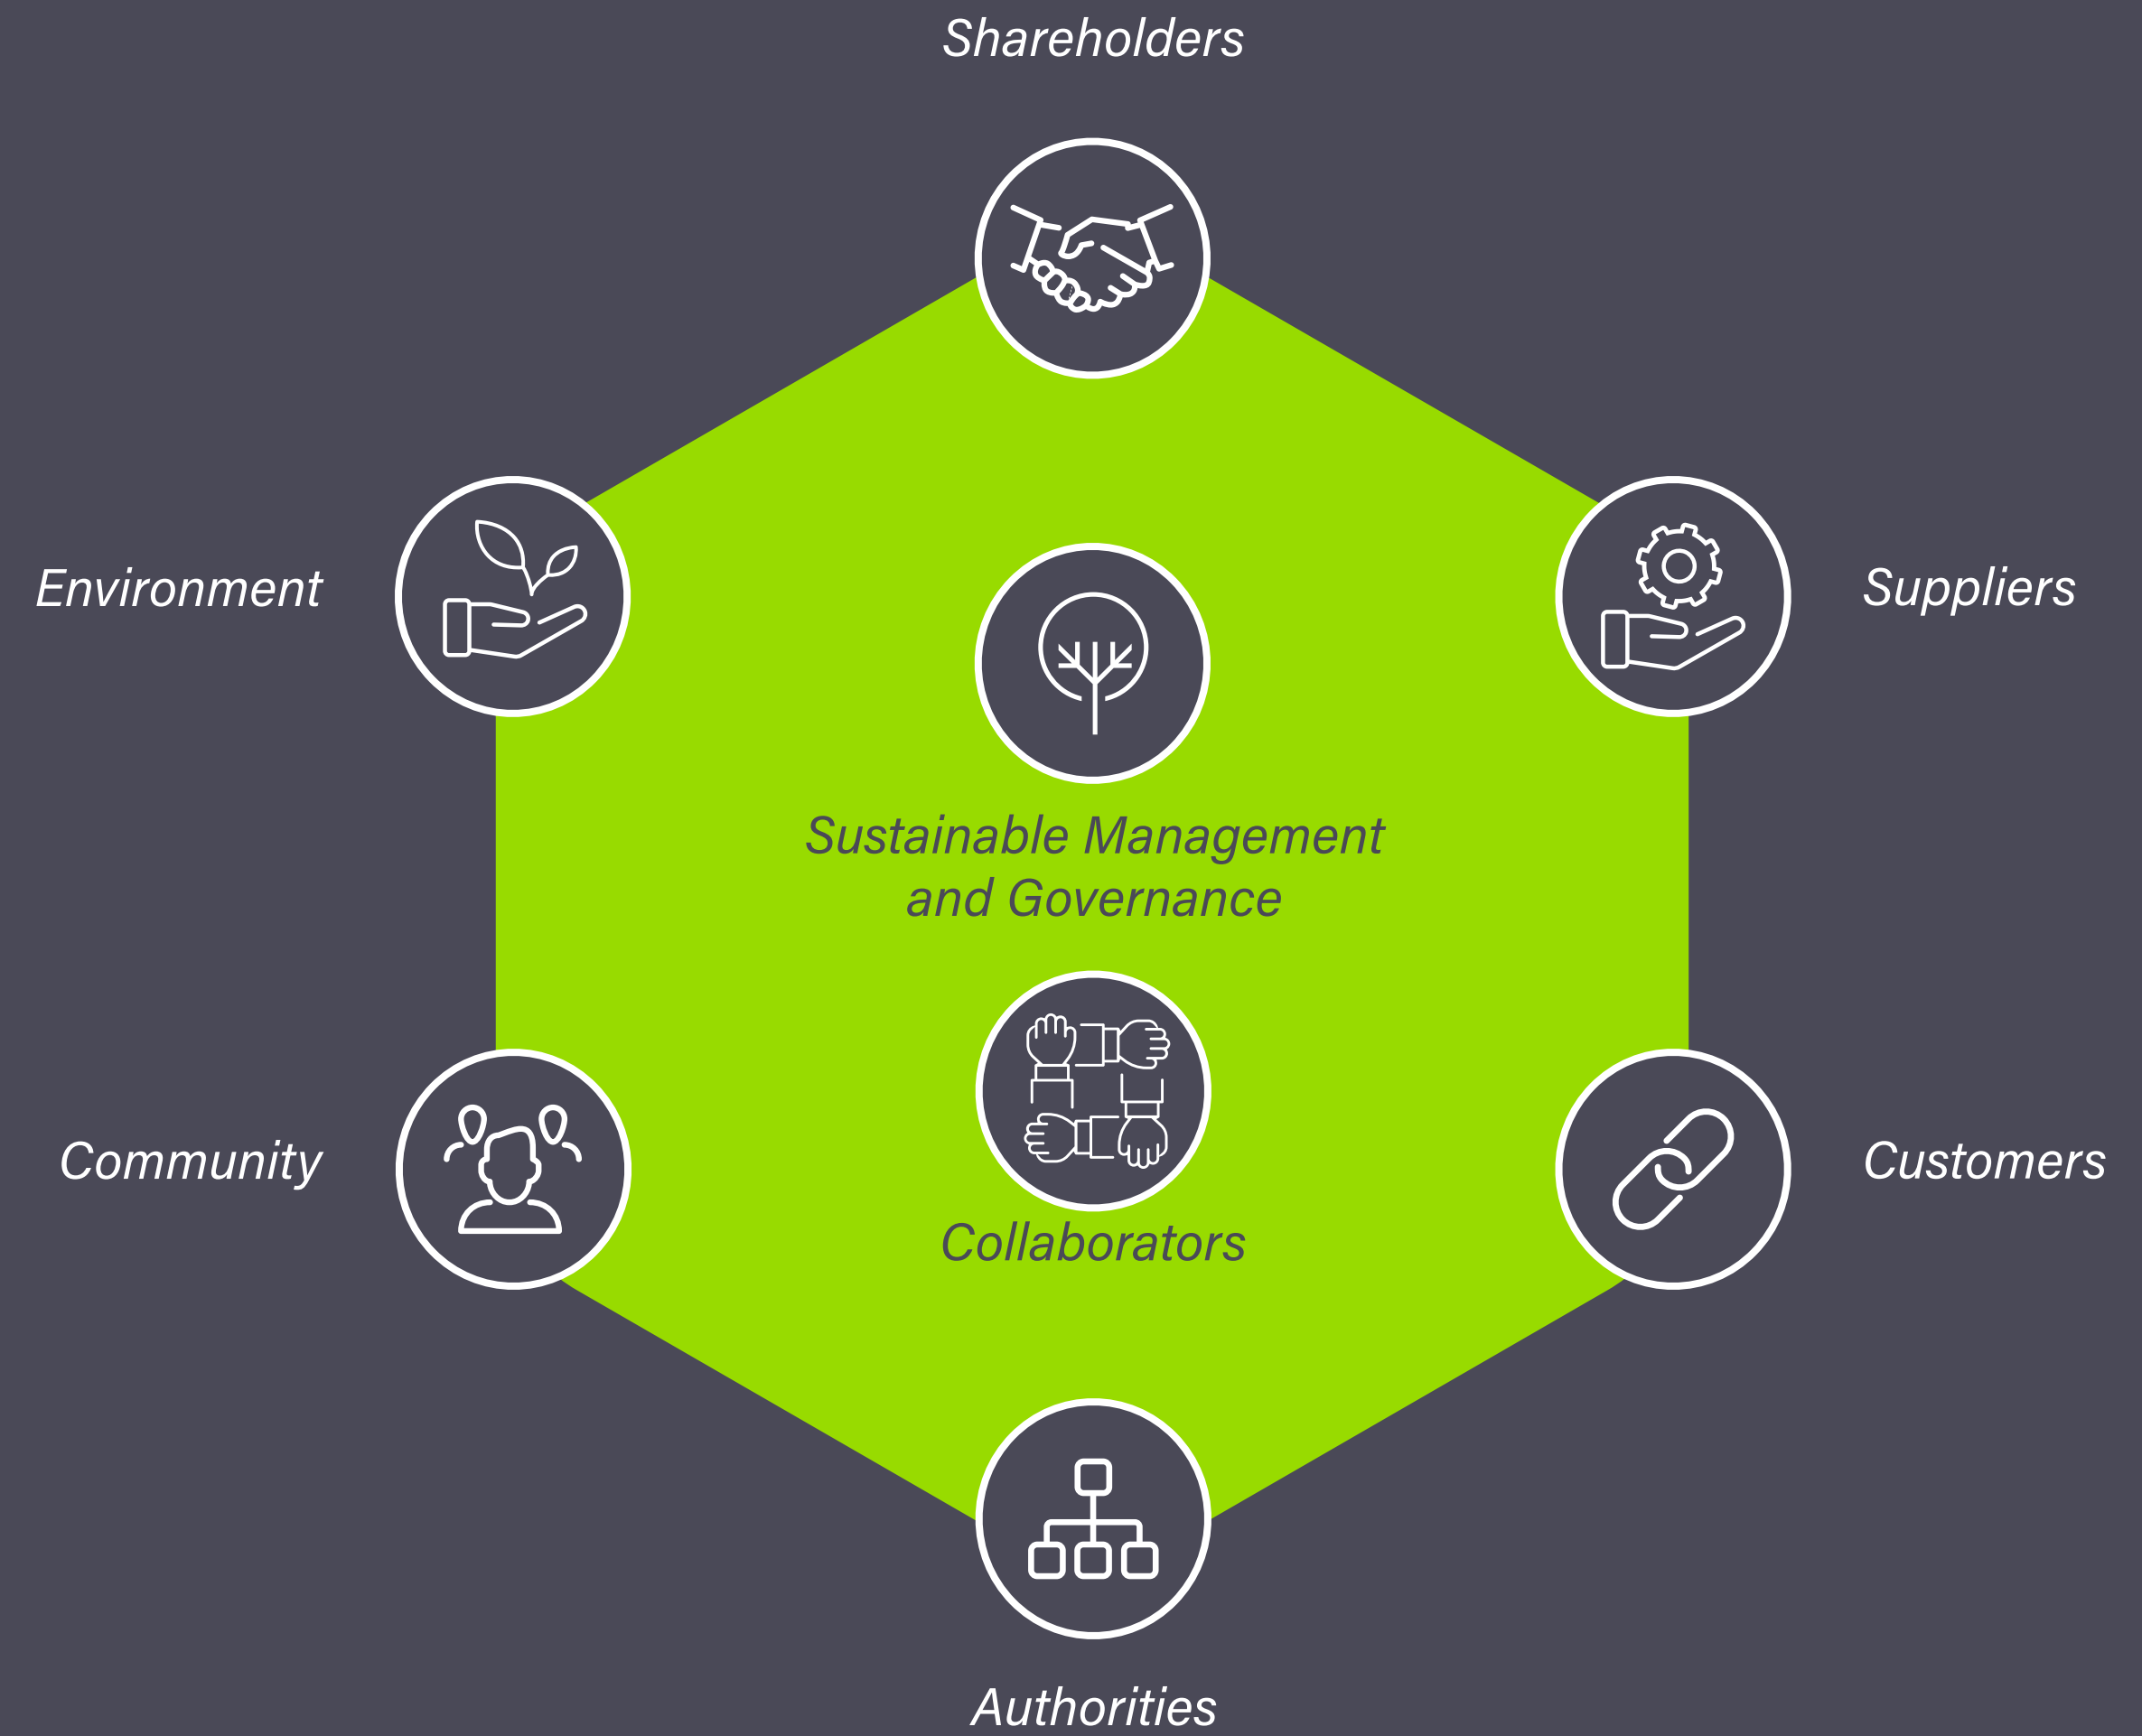 Shareholders
Environment
Suppliers
Sustainable Management
and Governance
Community
Customers
Collaborators
Authorities